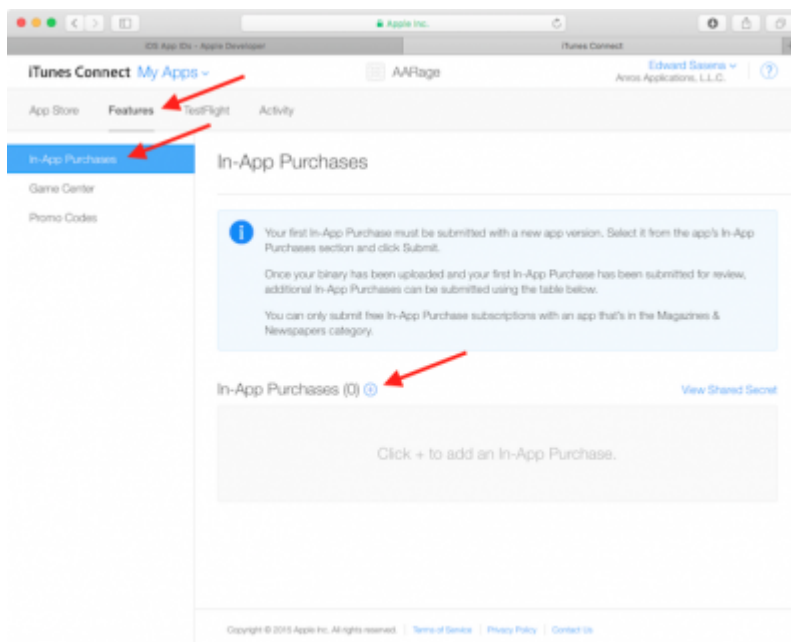 Apple Inc.
iOS App IDs - Apple Developer
iTunes Connect
iTunes Connect My Apps
AARage
Edward Sasena
Anros Applications, L.L.C.
?
App Store Features TestFlight Activity
In-App Purchases
Game Center
Promo Codes
In-App Purchases
Your first In-App Purchase must be submitted with a new app version. Select it from the app's In-App
Purchases section and click Submit.
Once your binary has been uploaded and your first In-App Purchase has been submitted for review,
additional In-App Purchases can be submitted using the table below.
You can only submit free In-App Purchase subscriptions with an app that's in the Magazines &
Newspapers category.
In-App Purchases (0)
View Shared Secret
Click + to add an In-App Purchase.
Copyright © 2015 Apple Inc. All rights reserved. Terms of Service Privacy Policy Contact Us